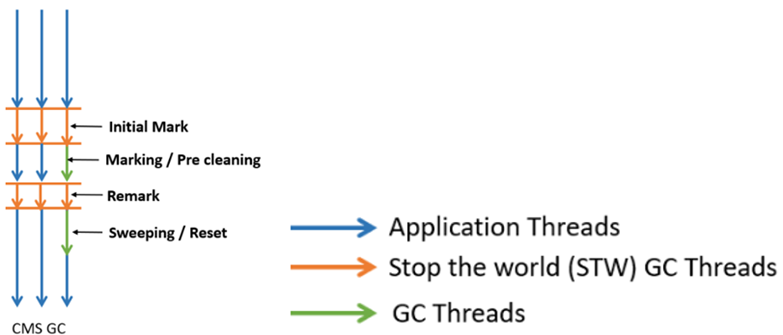 Initial Mark
Marking / Pre cleaning
Remark
Sweeping / Reset
CMS GC
Application Threads
Stop the world (STW) GC Threads
GC Threads